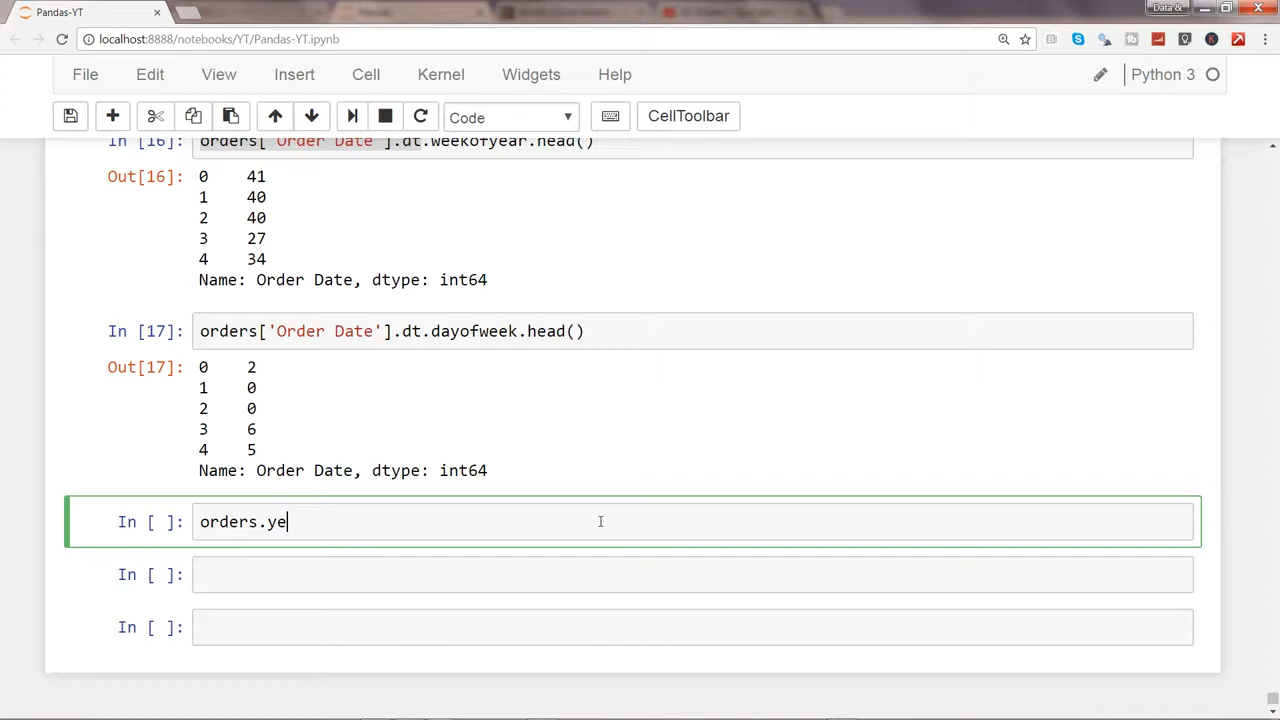 Pandas-YT
Data &
localhost:8888/notebooks/YT/Pandas-YT.ipynb
File Edit View Insert Cell Kernel Widgets Help
Python 3
Code
CellToolbar
In [16]: orders['Order Date'].dt.weekofyear.head()
Out[16]: 0 41
1 40
2 40
3 27
4 34
Name: Order Date, dtype: int64
In [17]: orders['Order Date'].dt.dayofweek.head()
Out[17]: 0 2
1 0
2 0
3 6
4 5
Name: Order Date, dtype: int64
In [ ]: orders.ye
In [ ]:
In [ ]: